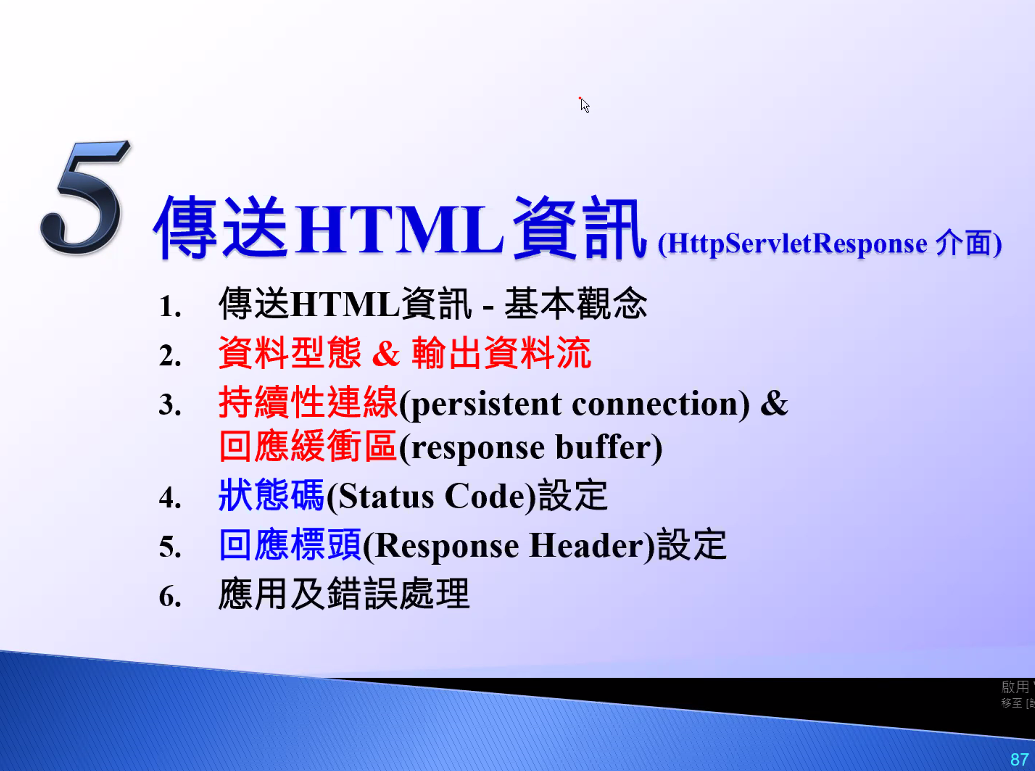 5
傳送HTML資訊 (HttpServletResponse 介面)
1. 傳送HTML資訊 - 基本觀念
2. 資料型態 & 輸出資料流
3. 持續性連線(persistent connection) &
回應緩衝區(response buffer)
4. 狀態碼(Status Code)設定
5. 回應標頭(Response Header)設定
6. 應用及錯誤處理
啟用
移至
87